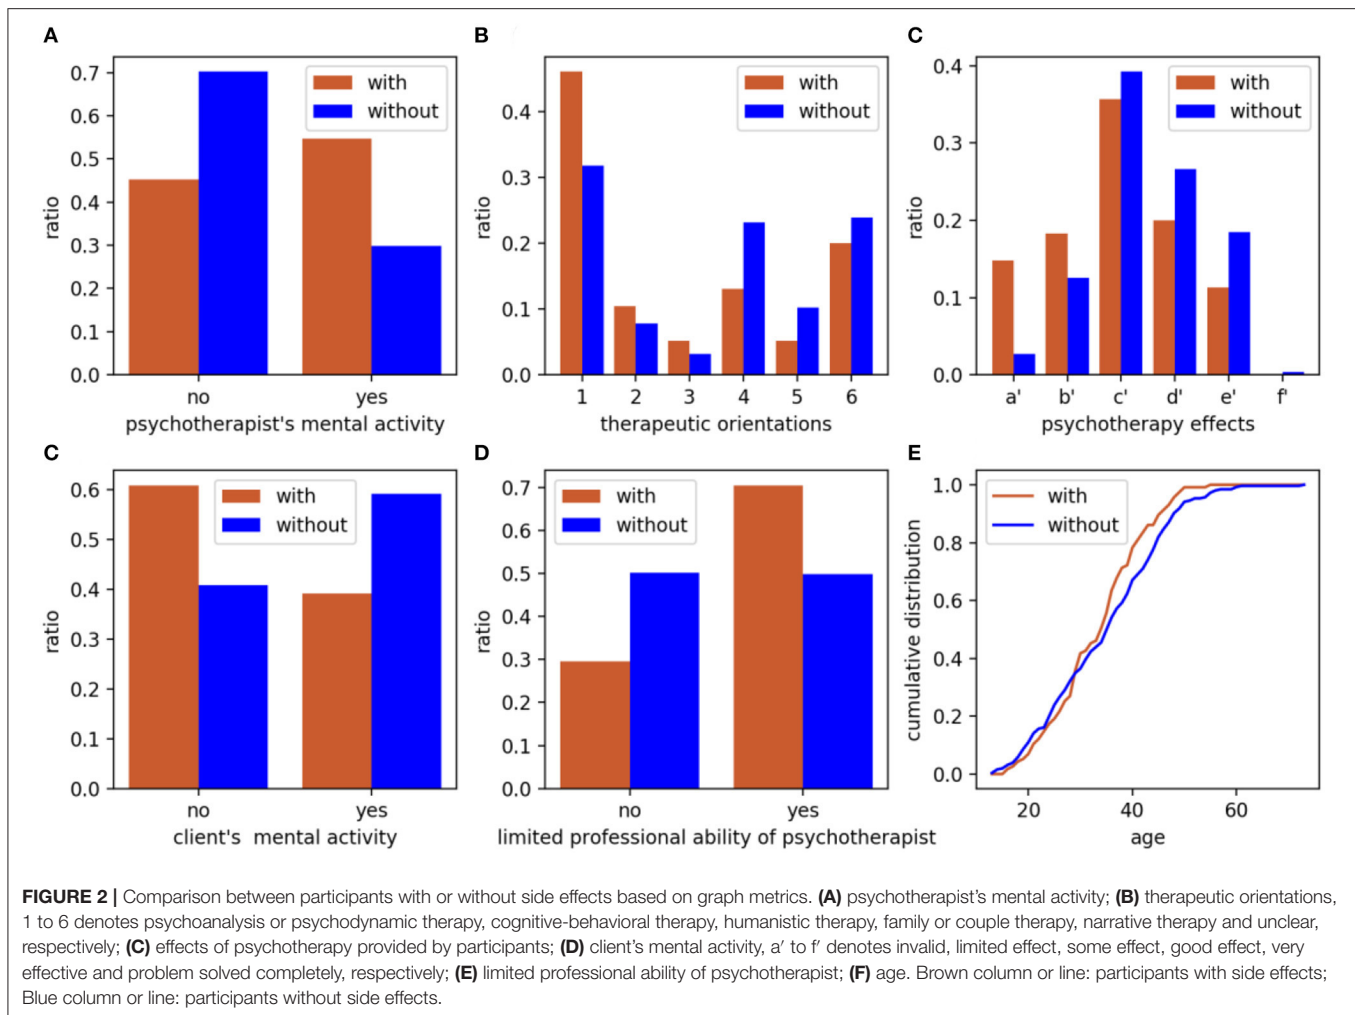 A
0.7
0.6
0.5
0.4
0.3
0.2
0.1
0.0
ratio
with
without
no yes
psychotherapist's mental activity
B
0.4
0.3
0.2
0.1
0.0
ratio
with
without
1 2 3 4 5 6
therapeutic orientations
C
0.4
0.3
0.2
0.1
0.0
ratio
with
without
a' b' c' d' e' f'
psychotherapy effects
C
0.6
0.5
0.4
0.3
0.2
0.1
0.0
ratio
with
without
no yes
client's  mental activity
D
0.7
0.6
0.5
0.4
0.3
0.2
0.1
0.0
ratio
with
without
no yes
limited professional ability of psychotherapist
E
1.0
0.8
0.6
0.4
0.2
0.0
cumulative distribution
with
without
20 40 60
age
FIGURE 2 | Comparison between participants with or without side effects based on graph metrics. (A) psychotherapist's mental activity; (B) therapeutic orientations,
1 to 6 denotes psychoanalysis or psychodynamic therapy, cognitive-behavioral therapy, humanistic therapy, family or couple therapy, narrative therapy and unclear,
respectively; (C) effects of psychotherapy provided by participants; (D) client's mental activity, a′ to f′ denotes invalid, limited effect, some effect, good effect, very
effective and problem solved completely, respectively; (E) limited professional ability of psychotherapist; (F) age. Brown column or line: participants with side effects;
Blue column or line: participants without side effects.